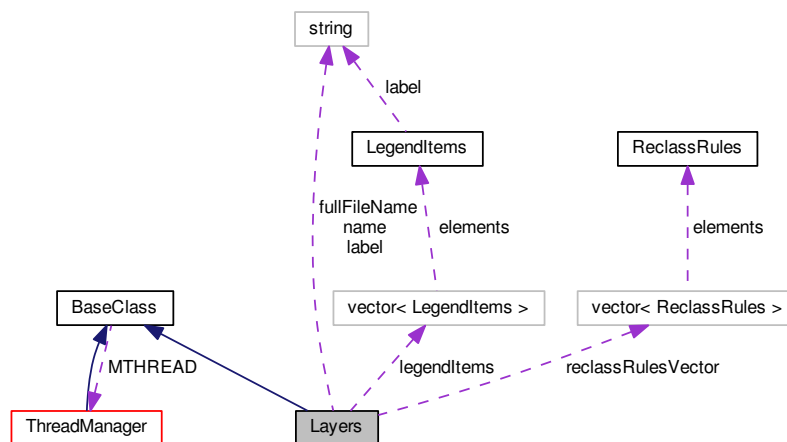 string
label
LegendItems
ReclassRules
fullFileName
name
label
elements
elements
BaseClass
vector< LegendItems >
vector< ReclassRules >
MTHREAD
legendItems
reclassRulesVector
ThreadManager
Layers